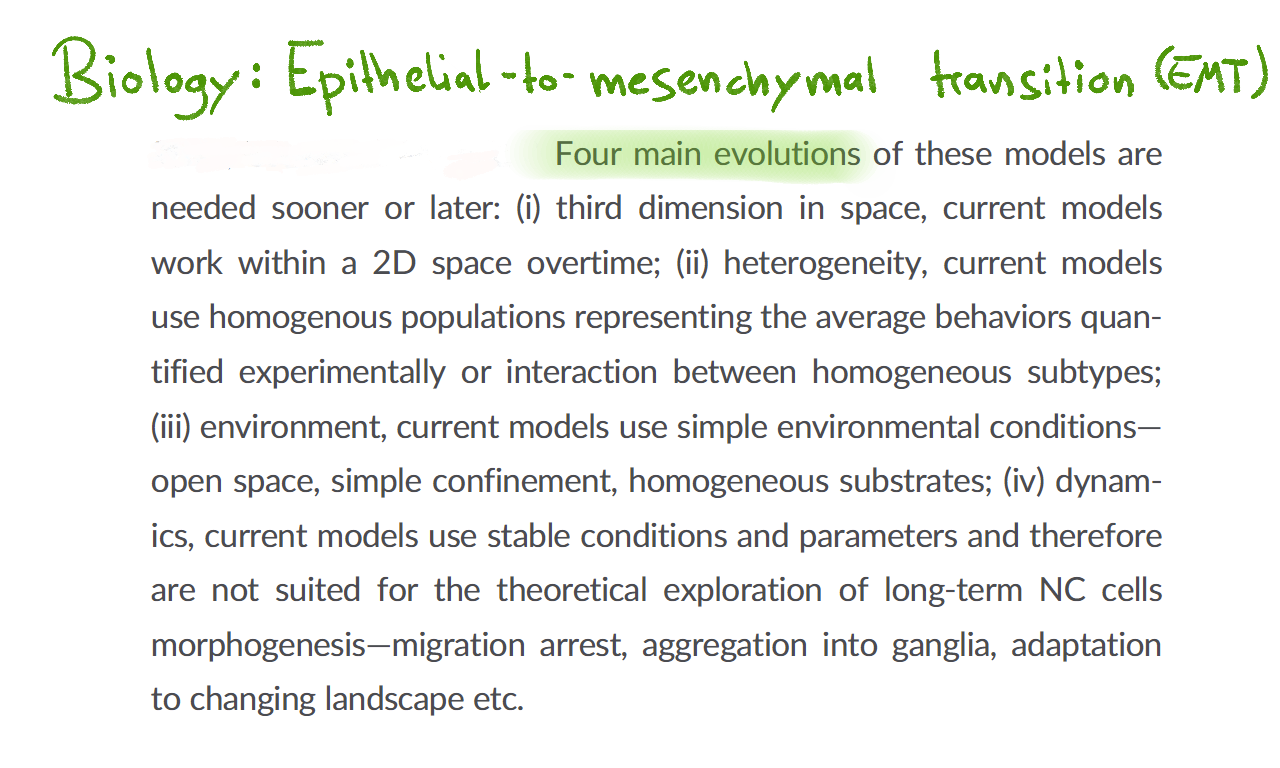 Biology: Epithelial-to-mesenchymal transition (EMT)
Four main evolutions of these models are
needed sooner or later: (i) third dimension in space, current models
work within a 2D space overtime; (ii) heterogeneity, current models
use homogenous populations representing the average behaviors quan-
tified experimentally or interaction between homogeneous subtypes;
(iii) environment, current models use simple environmental conditions—
open space, simple confinement, homogeneous substrates; (iv) dynam-
ics, current models use stable conditions and parameters and therefore
are not suited for the theoretical exploration of long-term NC cells
morphogenesis—migration arrest, aggregation into ganglia, adaptation
to changing landscape etc.